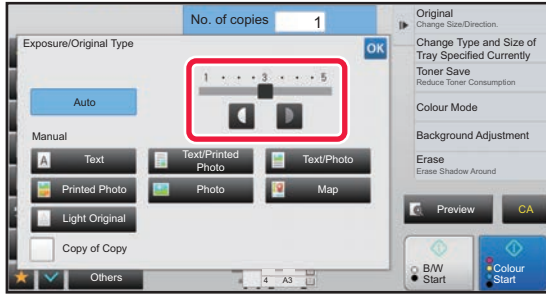 No. of copies 1
Exposure/Original Type
OK
1 3 5
Auto
Manual
A Text
Text/Printed
Photo
Text/Photo
Printed Photo
Photo
Map
Light Original
Copy of Copy
Others
4 A3
Original
Change Size/Direction.
Change Type and Size of
Tray Specified Currently
Toner Save
Reduce Toner Consumption
Colour Mode
Background Adjustment
Erase
Erase Shadow Around
Preview
CA
B/W
Start
Colour
Start